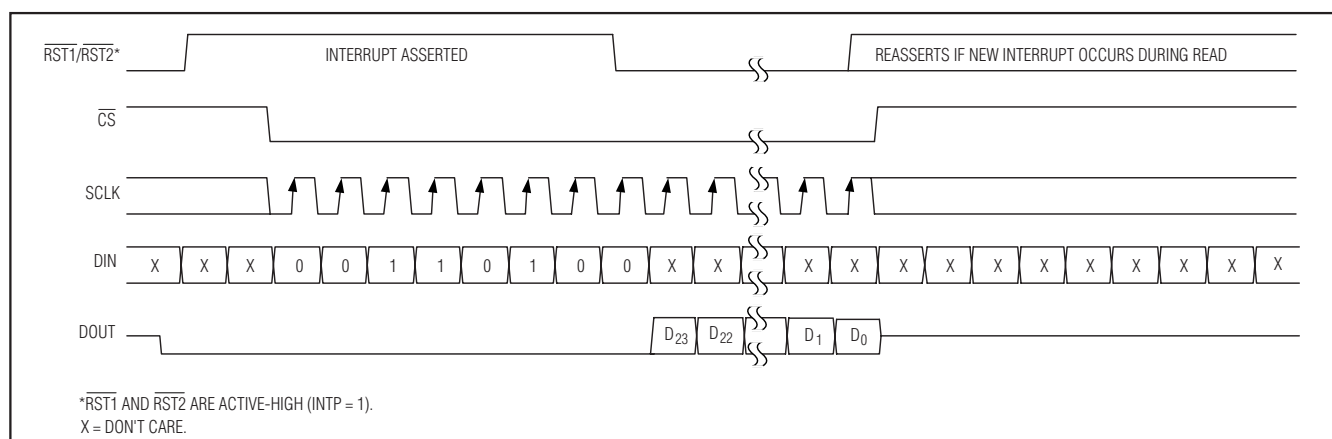 RST1/RST2* INTERRUPT ASSERTED REASSERTS IF NEW INTERRUPT OCCURS DURING READ
CS
SCLK
DIN X X X 0 0 1 1 0 1 0 0 X X X X X X X X X X X X X
DOUT D23 D22 D1 D0
*RST1 AND RST2 ARE ACTIVE-HIGH (INTP = 1).
X = DON'T CARE.